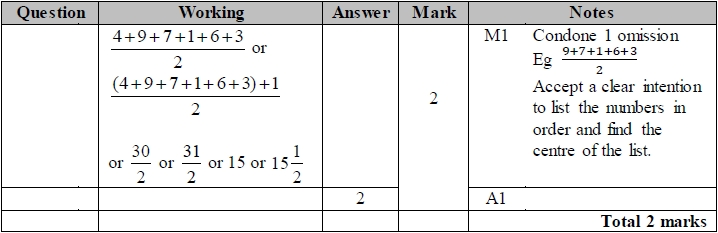 Question Working Answer Mark Notes
4+9+7+1+6+3 / 2 or
(4+9+7+1+6+3)+1 / 2
or 30/2 or 31/2 or 15 or 15 1/2
2
M1 Condone 1 omission
Eg 9+7+1+6+3 / 2
Accept a clear intention
to list the numbers in
order and find the
centre of the list.
2 A1
Total 2 marks